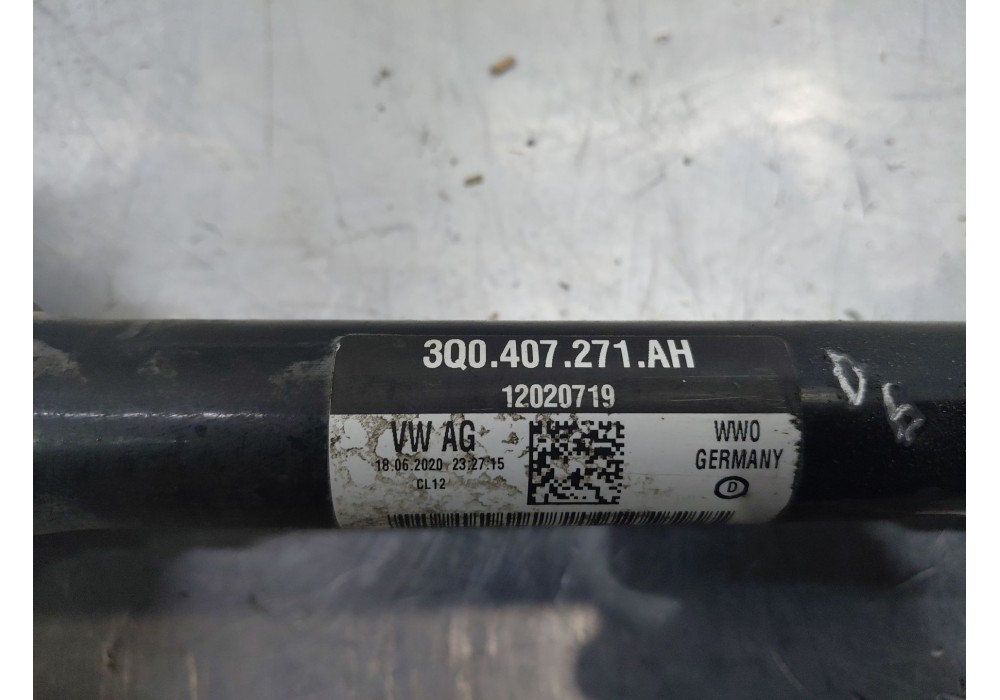 3Q0.407.271.AH
12020719
VW AG
18.06.2020 23:27:15
CL12
WWO
GERMANY
D